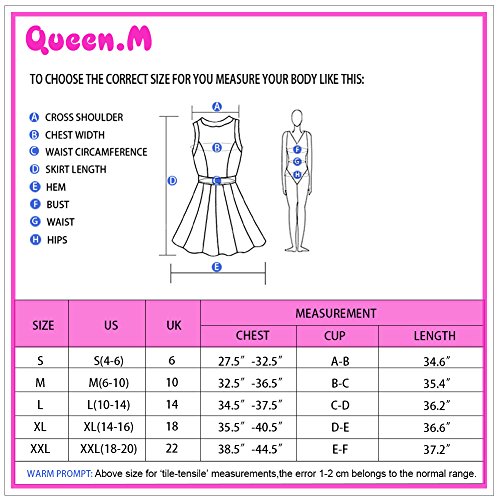 Queen.M
TO CHOOSE THE CORRECT SIZE FOR YOU MEASURE YOUR BODY LIKE THIS:
A CROSS SHOULDER
B CHEST WIDTH
C WAIST CIRCAMFERENCE
D SKIRT LENGTH
E HEM
F BUST
G WAIST
H HIPS
A
B
C
D
E
F
G
H
SIZE US UK MEASUREMENT
CHEST CUP LENGTH
S S(4-6) 6 27.5″ -32.5″ A-B 34.6″
M M(6-10) 10 32.5″ -36.5″ B-C 35.4″
L L(10-14) 14 34.5″ -37.5″ C-D 36.2″
XL XL(14-16) 18 35.5″ -40.5″ D-E 36.6″
XXL XXL(18-20) 22 38.5″ -44.5″ E-F 37.2″
WARM PROMPT: Above size for ‘tile-tensile’ measurements,the error 1-2 cm belongs to the normal range.